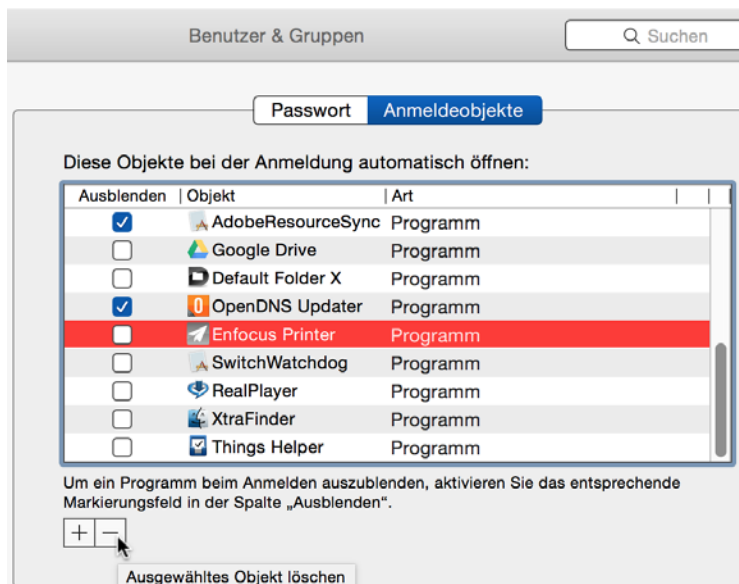 Benutzer & Gruppen
Suchen
Passwort Anmeldeobjekte
Diese Objekte bei der Anmeldung automatisch öffnen:
Ausblenden Objekt Art
AdobeResourceSync Programm
Google Drive Programm
Default Folder X Programm
OpenDNS Updater Programm
Enfocus Printer Programm
SwitchWatchdog Programm
RealPlayer Programm
XtraFinder Programm
Things Helper Programm
Um ein Programm beim Anmelden auszublenden, aktivieren Sie das entsprechende
Markierungsfeld in der Spalte „Ausblenden“.
+ −
Ausgewähltes Objekt löschen